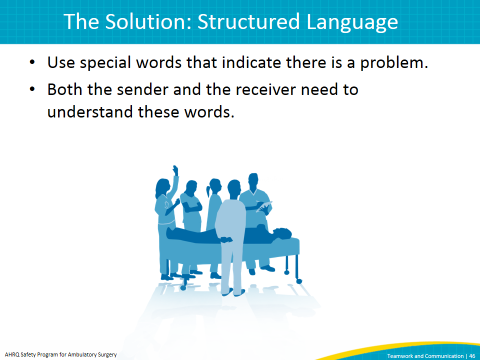 The Solution: Structured Language
• Use special words that indicate there is a problem.
• Both the sender and the receiver need to
understand these words.
AHRQ Safety Program for Ambulatory Surgery
Teamwork and Communication | 46